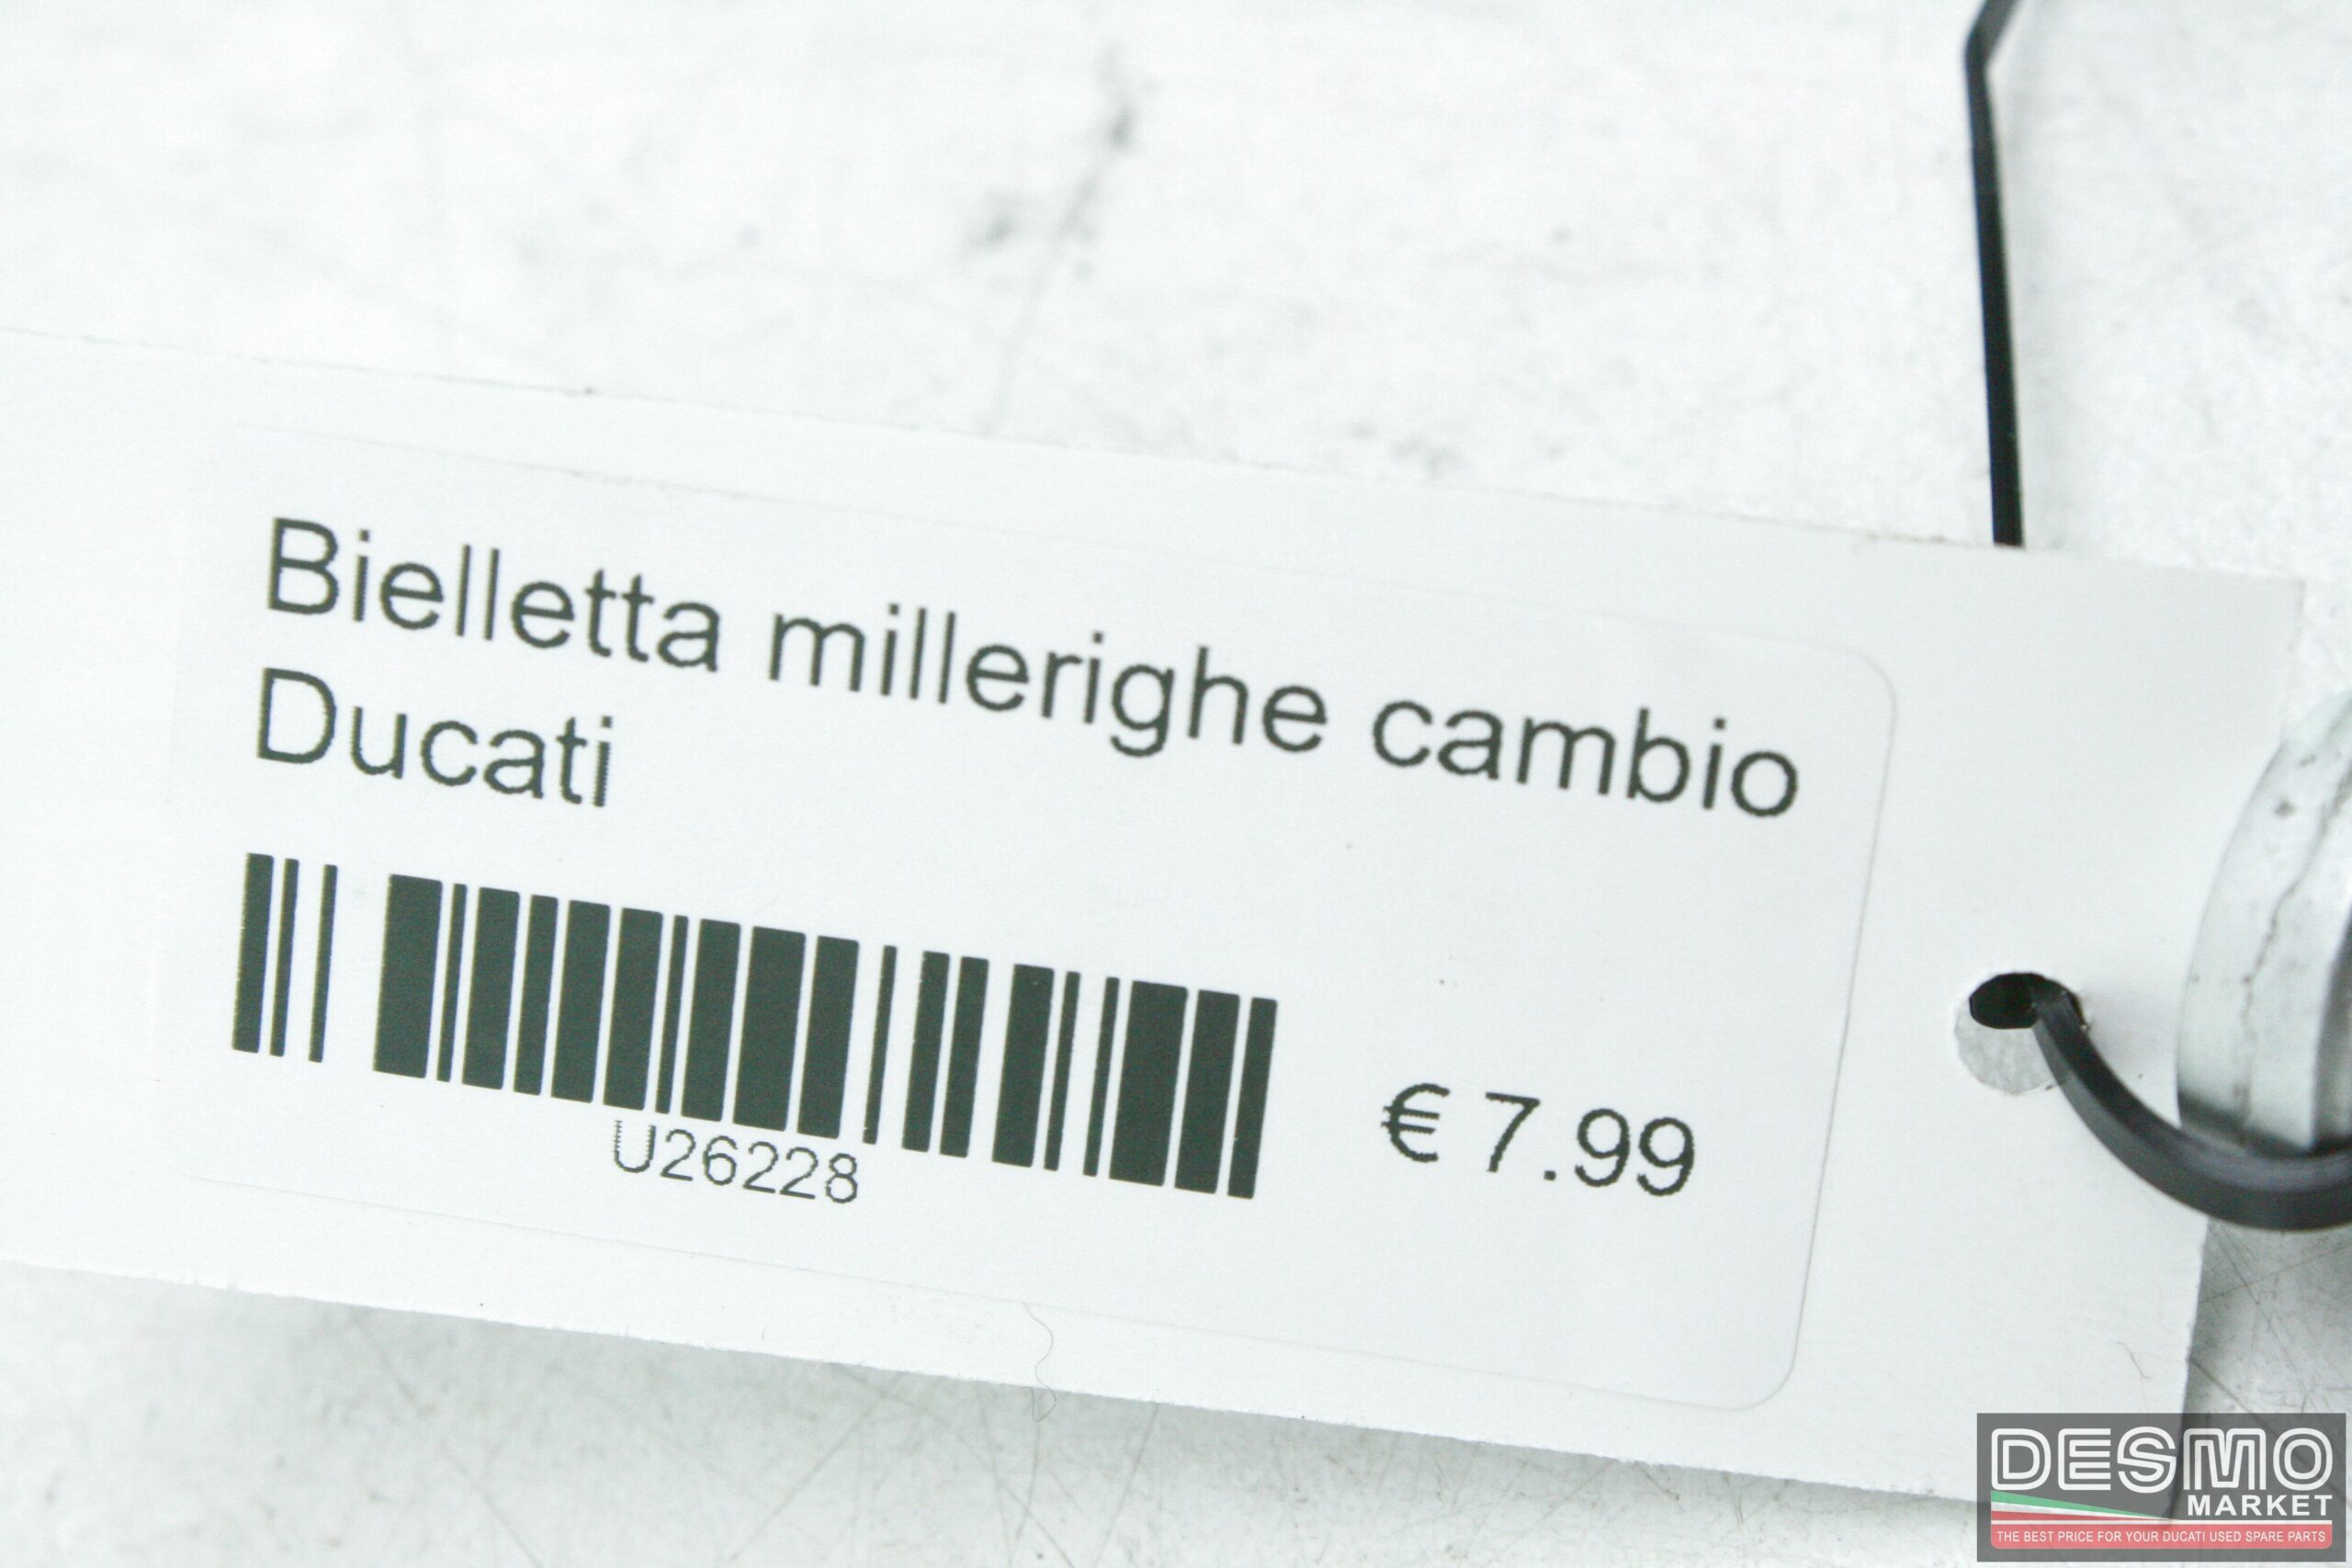 Bielletta millerighe cambio
Ducati
U26228
€ 7.99
DESMO
MARKET
THE BEST PRICE FOR YOUR DUCATI USED SPARE PARTS